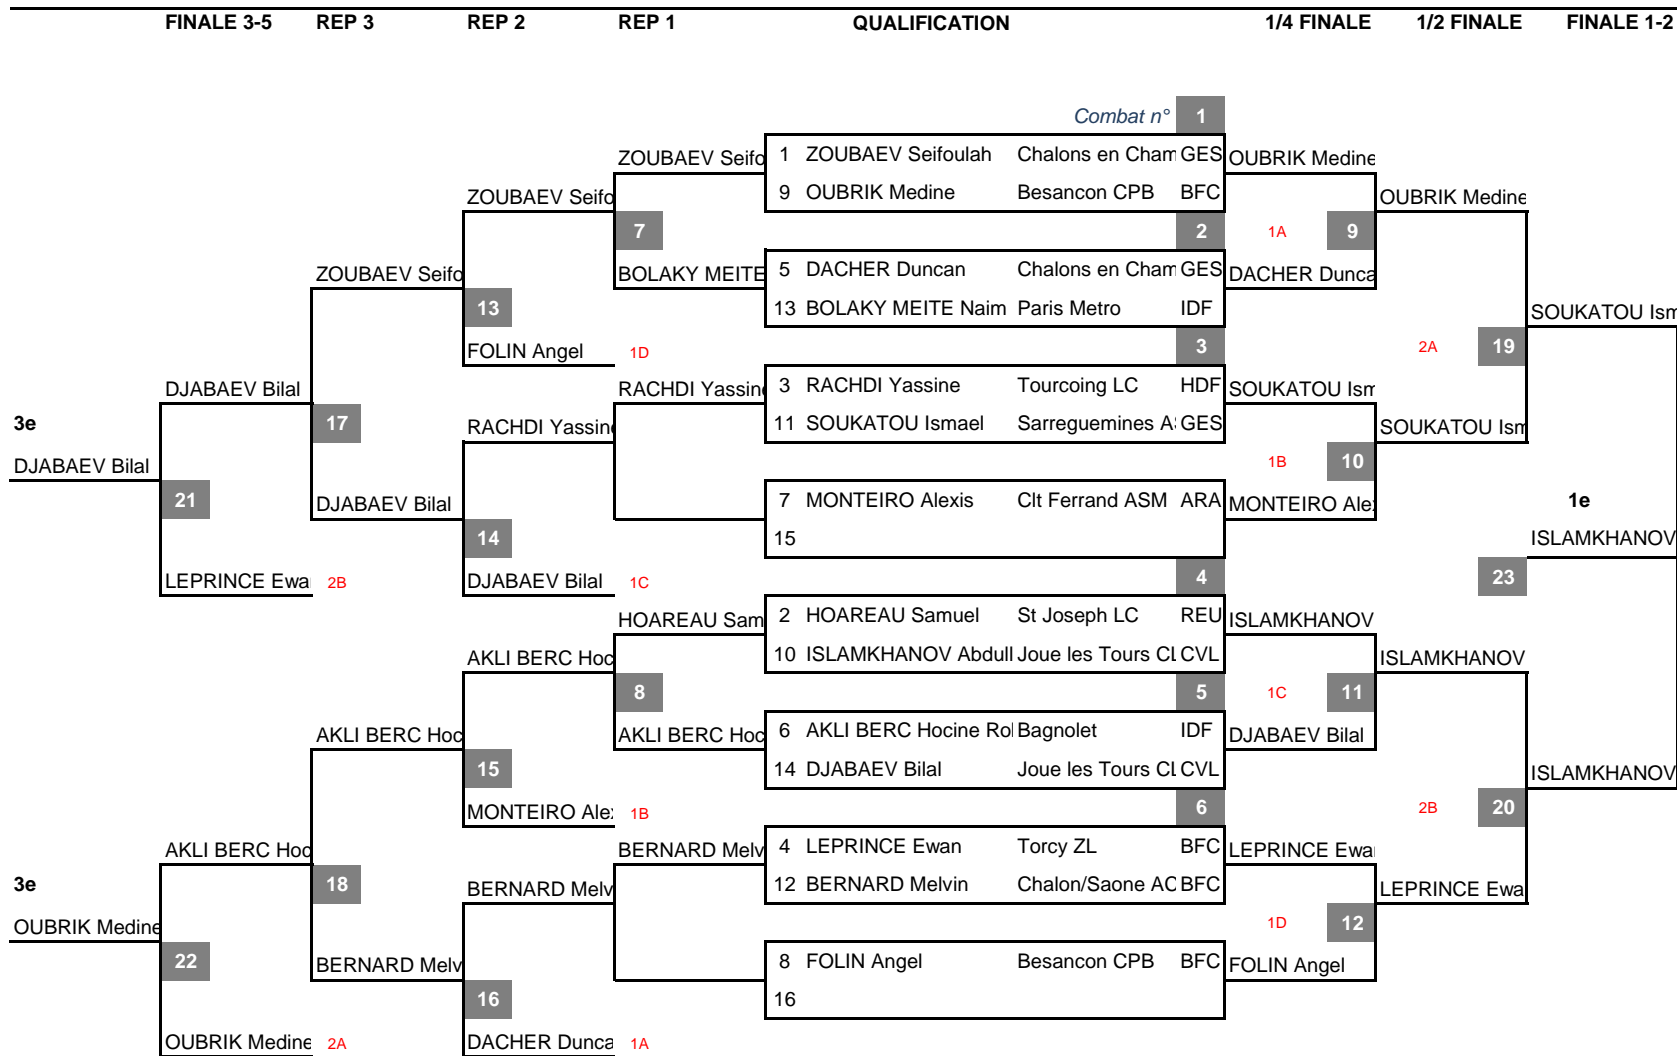 FINALE 3-5 REP 3 REP 2 REP 1 QUALIFICATION 1/4 FINALE 1/2 FINALE FINALE 1-2
Combat n° 1
ZOUBAEV Seifo 1 ZOUBAEV Seifoulah Chalons en Cham GES OUBRIK Medine
ZOUBAEV Seifo 9 OUBRIK Medine Besancon CPB BFC OUBRIK Medine
7 2 1A 9
ZOUBAEV Seifo BOLAKY MEITE 5 DACHER Duncan Chalons en Cham GES DACHER Dunca
13 13 BOLAKY MEITE Naim Paris Metro IDF SOUKATOU Ism
FOLIN Angel 1D 3 2A 19
DJABAEV Bilal RACHDI Yassine 3 RACHDI Yassine Tourcoing LC HDF SOUKATOU Ism
3e 17 RACHDI Yassine 11 SOUKATOU Ismael Sarreguemines A GES SOUKATOU Ism
DJABAEV Bilal 1B 10
21 DJABAEV Bilal 7 MONTEIRO Alexis Clt Ferrand ASM ARA MONTEIRO Ale 1e
14 15 ISLAMKHANOV
LEPRINCE Ewa 2B DJABAEV Bilal 1C 4 23
HOAREAU Sam 2 HOAREAU Samuel St Joseph LC REU ISLAMKHANOV
AKLI BERC Hoc 10 ISLAMKHANOV Abdull Joue les Tours CL CVL ISLAMKHANOV
8 5 1C 11
AKLI BERC Hoc AKLI BERC Hoc 6 AKLI BERC Hocine Ro Bagnolet IDF DJABAEV Bilal
15 14 DJABAEV Bilal Joue les Tours CL CVL ISLAMKHANOV
MONTEIRO Ale 1B 6 2B 20
AKLI BERC Hoc BERNARD Melv 4 LEPRINCE Ewan Torcy ZL BFC LEPRINCE Ewa
3e 18 BERNARD Melv 12 BERNARD Melvin Chalon/Saone AC BFC LEPRINCE Ewa
OUBRIK Medine 1D 12
22 BERNARD Melv 8 FOLIN Angel Besancon CPB BFC FOLIN Angel
16 16
OUBRIK Medine 2A DACHER Dunca 1A